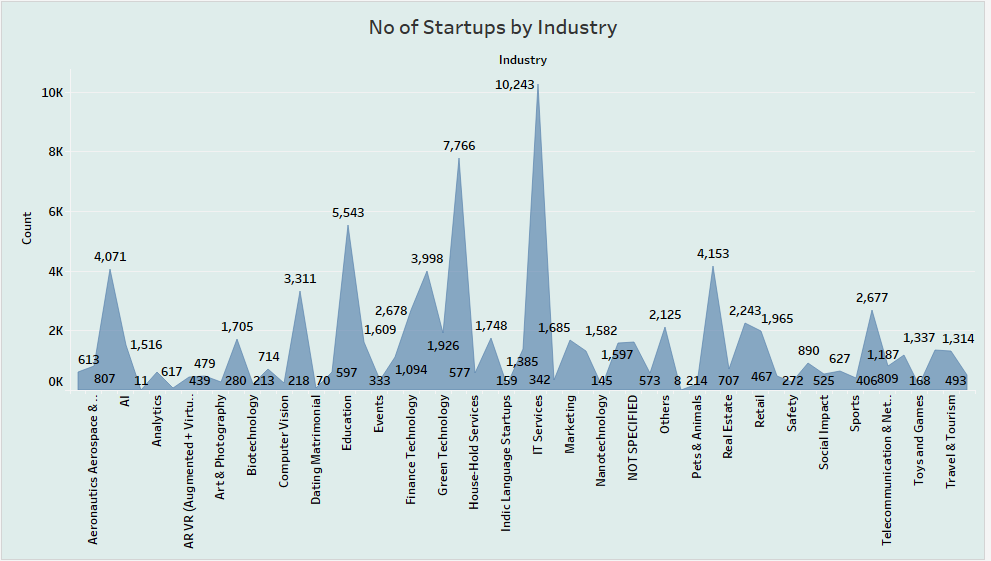 No of Startups by Industry
Industry
Count
10K
8K
6K
4K
2K
0K
10,243
7,766
5,543
4,153
4,071
3,998
3,311
2,678
2,677
2,243
2,125
1,965
1,926
1,748
1,705
1,685
1,609
1,597
1,582
1,516
1,385
1,337
1,314
1,187
1,094
890
714
627
617
613
479
807
11
439
280
213
218
70
597
333
577
159
342
145
573
8
214
707
467
272
525
406
809
168
493
Aeronautics Aerospace &..
AI
Analytics
AR VR (Augmented + Virtu..
Art & Photography
Biotechnology
Computer Vision
Dating Matrimonial
Education
Events
Finance Technology
Green Technology
House-Hold Services
Indic Language Startups
IT Services
Marketing
Nanotechnology
NOT SPECIFIED
Others
Pets & Animals
Real Estate
Retail
Safety
Social Impact
Sports
Telecommunication & Net..
Toys and Games
Travel & Tourism